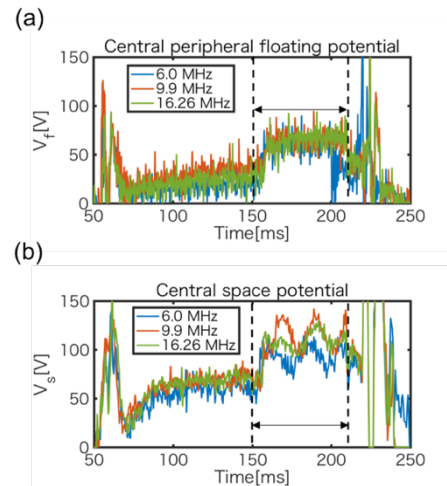 (a)
Central peripheral floating potential
150
6.0 MHz
9.9 MHz
16.26 MHz
100
50
0
Vf[V]
50 100 150 200 250
Time[ms]
(b)
Central space potential
150
6.0 MHz
9.9 MHz
16.26 MHz
100
50
0
Vs[V]
50 100 150 200 250
Time[ms]